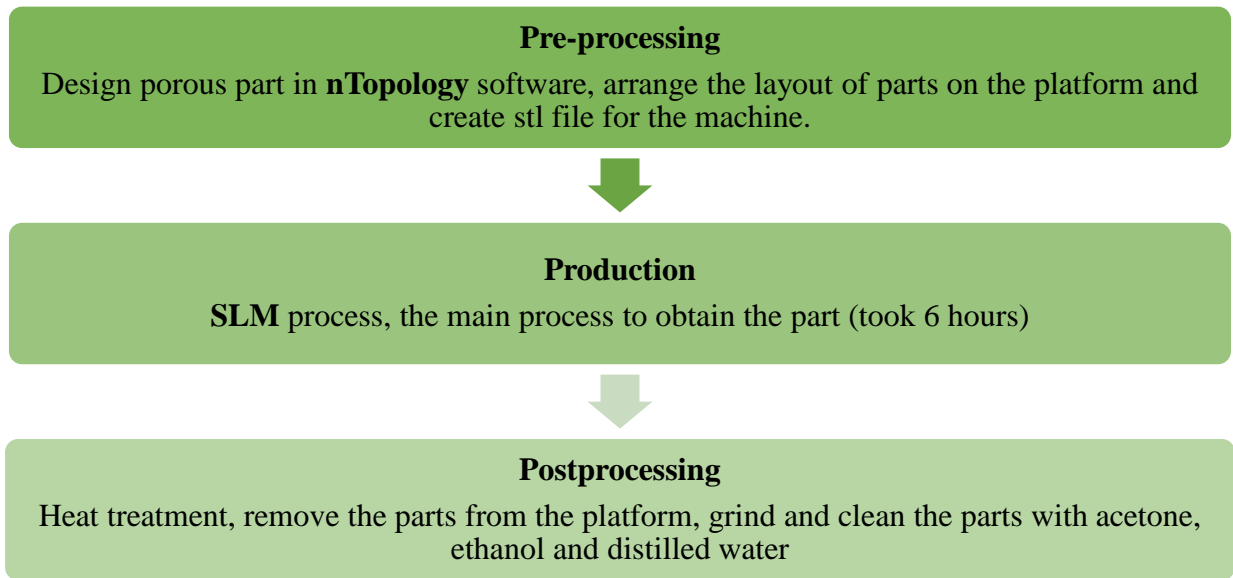 Pre-processing
Design porous part in nTopology software, arrange the layout of parts on the platform and
create stl file for the machine.
Production
SLM process, the main process to obtain the part (took 6 hours)
Postprocessing
Heat treatment, remove the parts from the platform, grind and clean the parts with acetone,
ethanol and distilled water